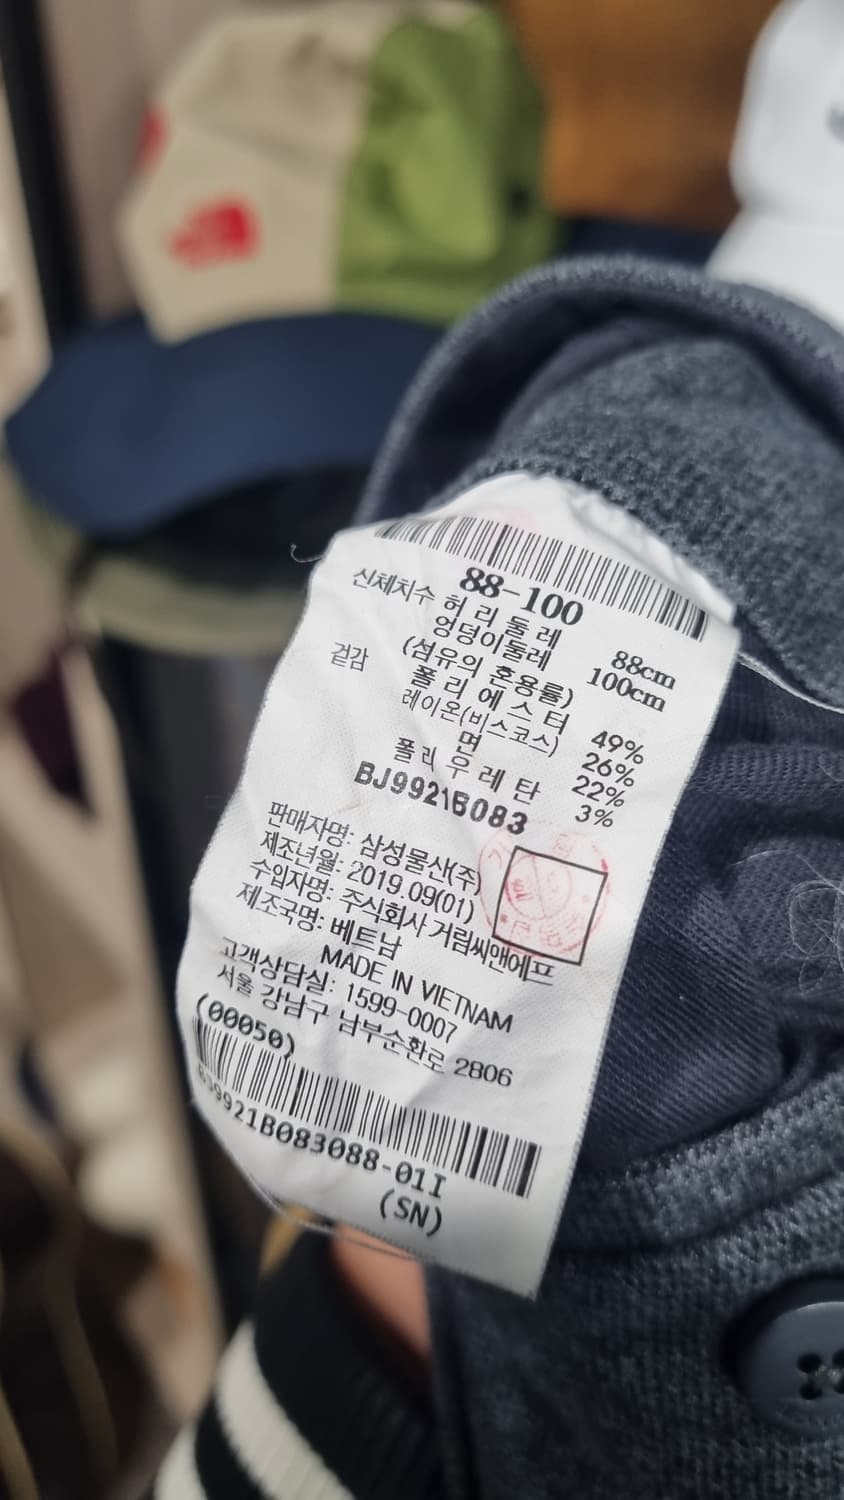 88-100
신체치수 허리둘레 88cm
엉덩이둘레 100cm
(섬유의 혼용률)
겉감 폴리에스터 49%
레이온(비스코스) 26%
면 22%
폴리우레탄 3%
BJ9921B083
판매자명: 삼성물산(주)
제조년월: 2019.09(01)
수입자명: 주식회사 거림씨앤에프
제조국명: 베트남
MADE IN VIETNAM
고객상담실: 1599-0007
서울 강남구 남부순환로 2806
(00050)
BJ9921B083088-01I
(SN)